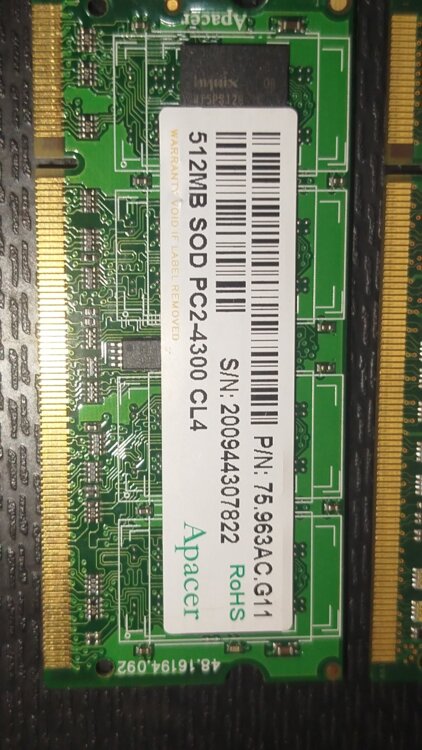 Apacer
hynix
P/N: 75.963AC.G11
S/N: 200944307822
RoHS
512MB SOD PC2-4300 CL4
Apacer
WARRANTY VOID IF LABEL REMOVED
48.16194.092